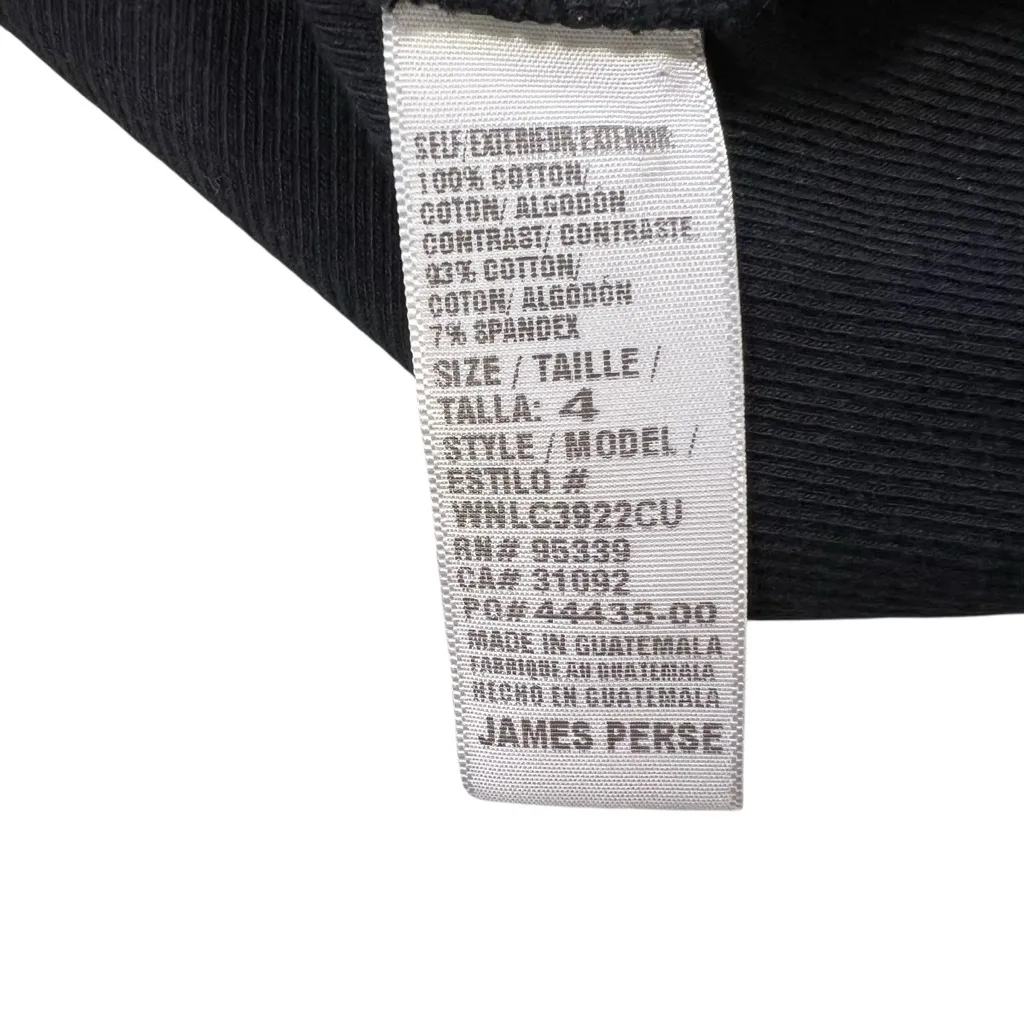 SELF/EXTERIEUR/EXTERIOR
100% COTTON/
COTON/ ALGODÓN
CONTRAST/ CONTRASTE
93% COTTON/
COTON/ ALGODÓN
7% SPANDEX
SIZE / TAILLE /
TALLA: 4
STYLE / MODEL /
ESTILO #
WNLC3922CU
RN# 95339
CA# 31092
PO# 44435-00
MADE IN GUATEMALA
FABRIQUE AU GUATEMALA
HECHO EN GUATEMALA
JAMES PERSE